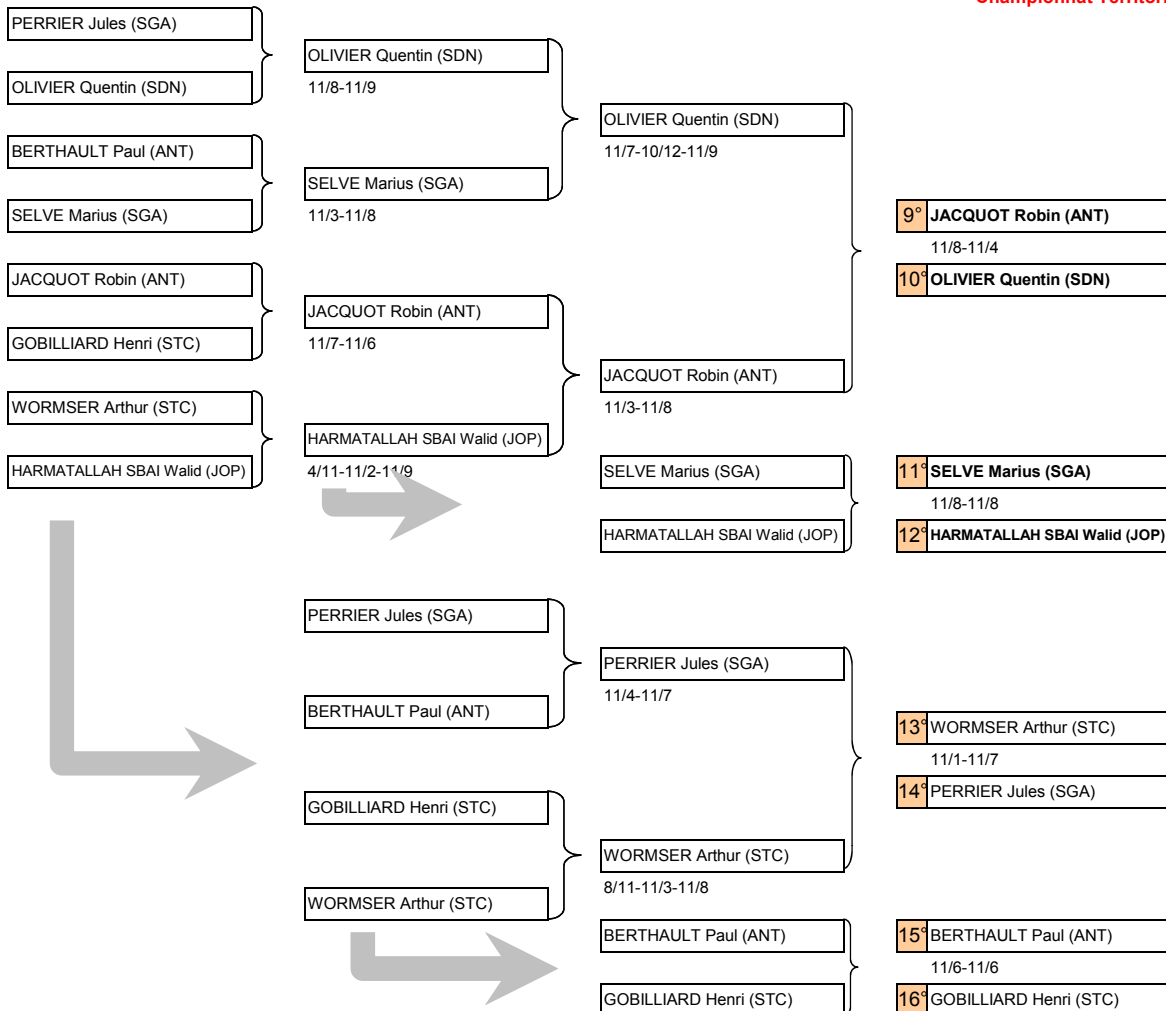 Championnat Territori
PERRIER Jules (SGA)
OLIVIER Quentin (SDN)
OLIVIER Quentin (SDN)
11/8-11/9
OLIVIER Quentin (SDN)
11/7-10/12-11/9
BERTHAULT Paul (ANT)
SELVE Marius (SGA)
SELVE Marius (SGA)
11/3-11/8
9° JACQUOT Robin (ANT)
11/8-11/4
10° OLIVIER Quentin (SDN)
JACQUOT Robin (ANT)
JACQUOT Robin (ANT)
GOBILLIARD Henri (STC)
11/7-11/6
JACQUOT Robin (ANT)
11/3-11/8
WORMSER Arthur (STC)
HARMATALLAH SBAI Walid (JOP)
HARMATALLAH SBAI Walid (JOP)
4/11-11/2-11/9
SELVE Marius (SGA)
11° SELVE Marius (SGA)
11/8-11/8
HARMATALLAH SBAI Walid (JOP)
12° HARMATALLAH SBAI Walid (JOP)
PERRIER Jules (SGA)
PERRIER Jules (SGA)
11/4-11/7
BERTHAULT Paul (ANT)
13° WORMSER Arthur (STC)
11/1-11/7
14° PERRIER Jules (SGA)
GOBILLIARD Henri (STC)
WORMSER Arthur (STC)
8/11-11/3-11/8
WORMSER Arthur (STC)
BERTHAULT Paul (ANT)
15° BERTHAULT Paul (ANT)
11/6-11/6
GOBILLIARD Henri (STC)
16° GOBILLIARD Henri (STC)